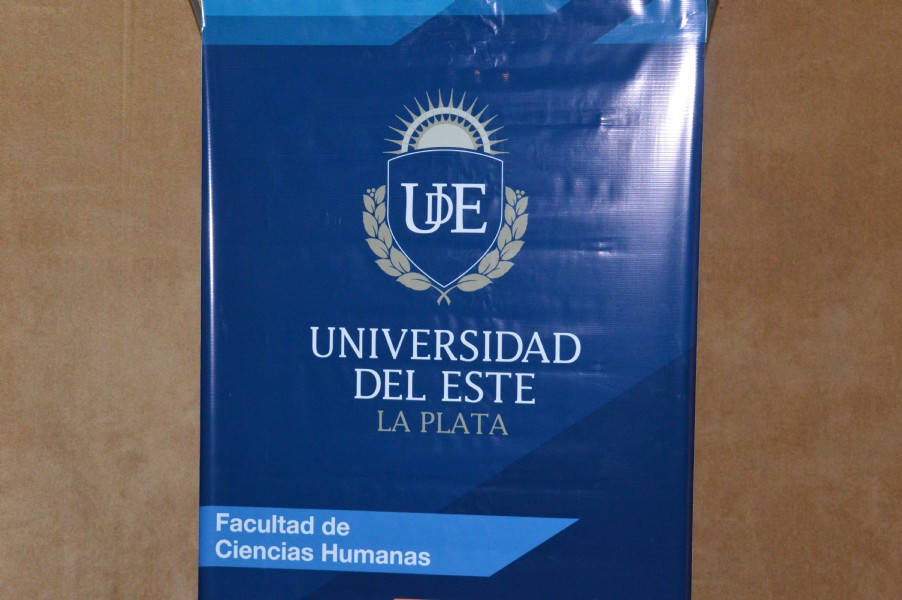 UDE
UNIVERSIDAD
DEL ESTE
LA PLATA
Facultad de
Ciencias Humanas